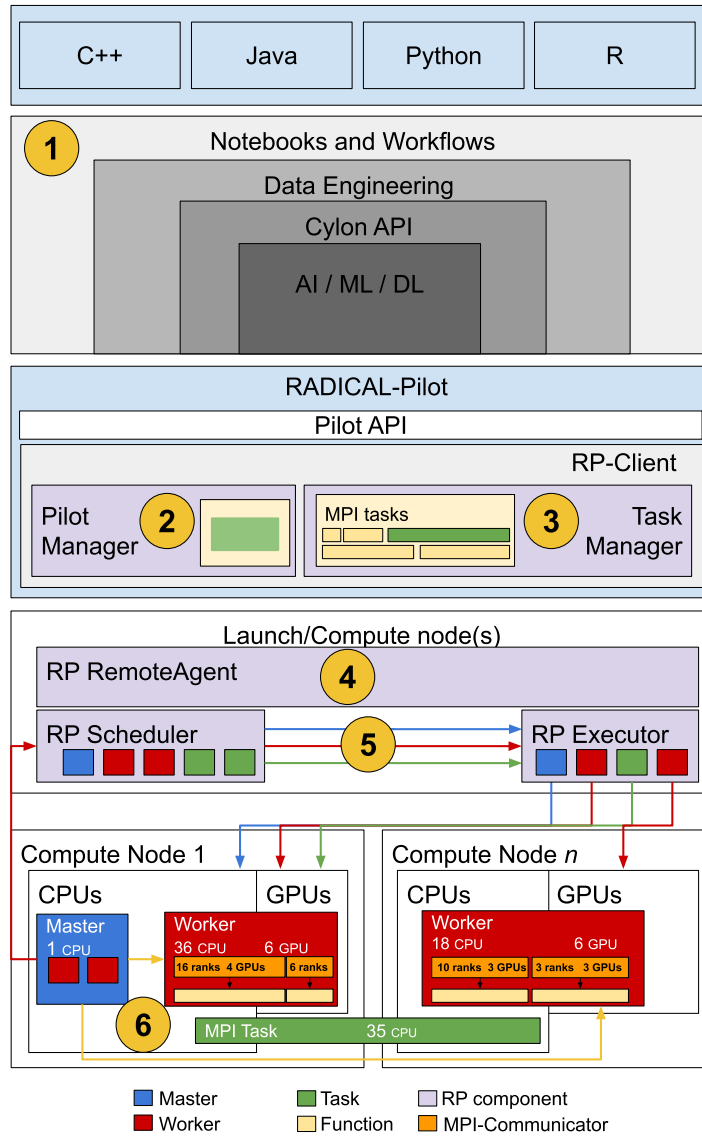 C++
Java
Python
R
1
Notebooks and Workflows
Data Engineering
Cylon API
AI / ML / DL
RADICAL-Pilot
Pilot API
RP-Client
Pilot
Manager
2
MPI tasks
3
Task
Manager
Launch/Compute node(s)
RP RemoteAgent
4
RP Scheduler
5
RP Executor
Compute Node 1
CPUs
GPUs
Master
1 CPU
Worker
36 CPU 6 GPU
16 ranks 4 GPUs 6 ranks
6
MPI Task 35 CPU
Compute Node n
CPUs
GPUs
Worker
18 CPU 6 GPU
10 ranks 3 GPUs 3 ranks 3 GPUs
Master
Task
RP component
Worker
Function
MPI-Communicator